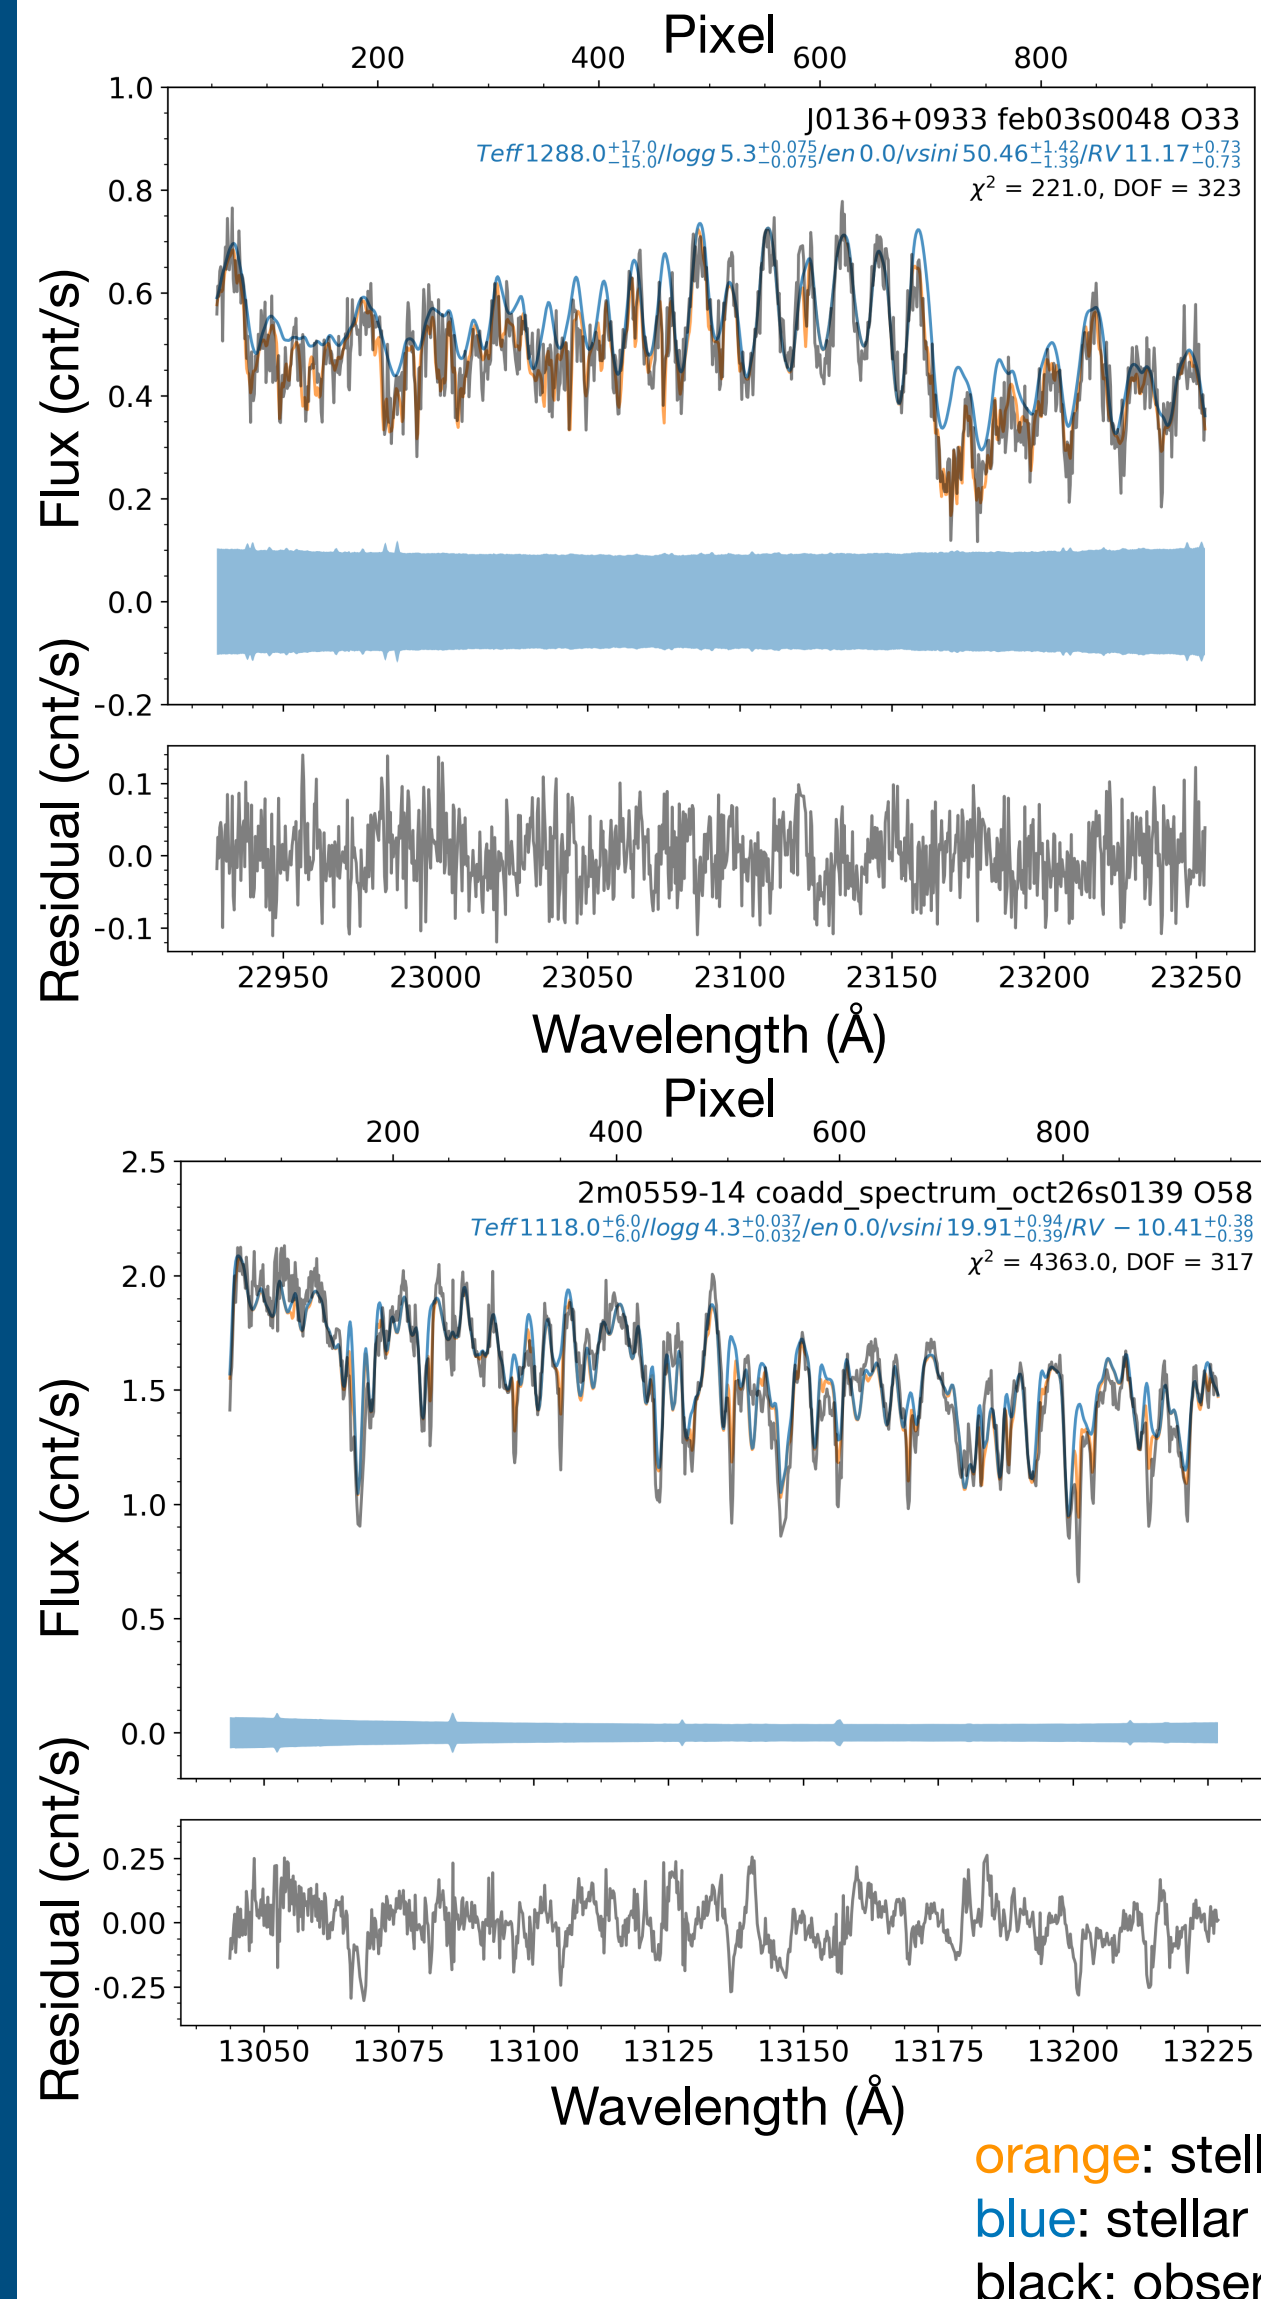 Pixel
200 400 600 800
1.0
0.8
0.6
0.4
0.2
0.0
-0.2
Flux (cnt/s)
J0136+0933 feb03s0048 O33
Teff 1288.0+17.0−15.0/logg 5.3+0.075−0.075/en 0.0/vsini 50.46+1.42−1.39/RV 11.17+0.73−0.73
χ2 = 221.0, DOF = 323
Residual (cnt/s)
0.1
0.0
-0.1
22950 23000 23050 23100 23150 23200 23250
Wavelength (Å)
Pixel
200 400 600 800
2.5
2.0
1.5
1.0
0.5
0.0
Flux (cnt/s)
2m0559-14 coadd_spectrum_oct26s0139 O58
Teff 1118.0+6.0−6.0/logg 4.3+0.037−0.032/en 0.0/vsini 19.91+0.94−0.39/RV − 10.41+0.38−0.39
χ2 = 4363.0, DOF = 317
Residual (cnt/s)
0.25
0.00
-0.25
13050 13075 13100 13125 13150 13175 13200 13225
Wavelength (Å)
orange: stell
blue: stellar
black: obser